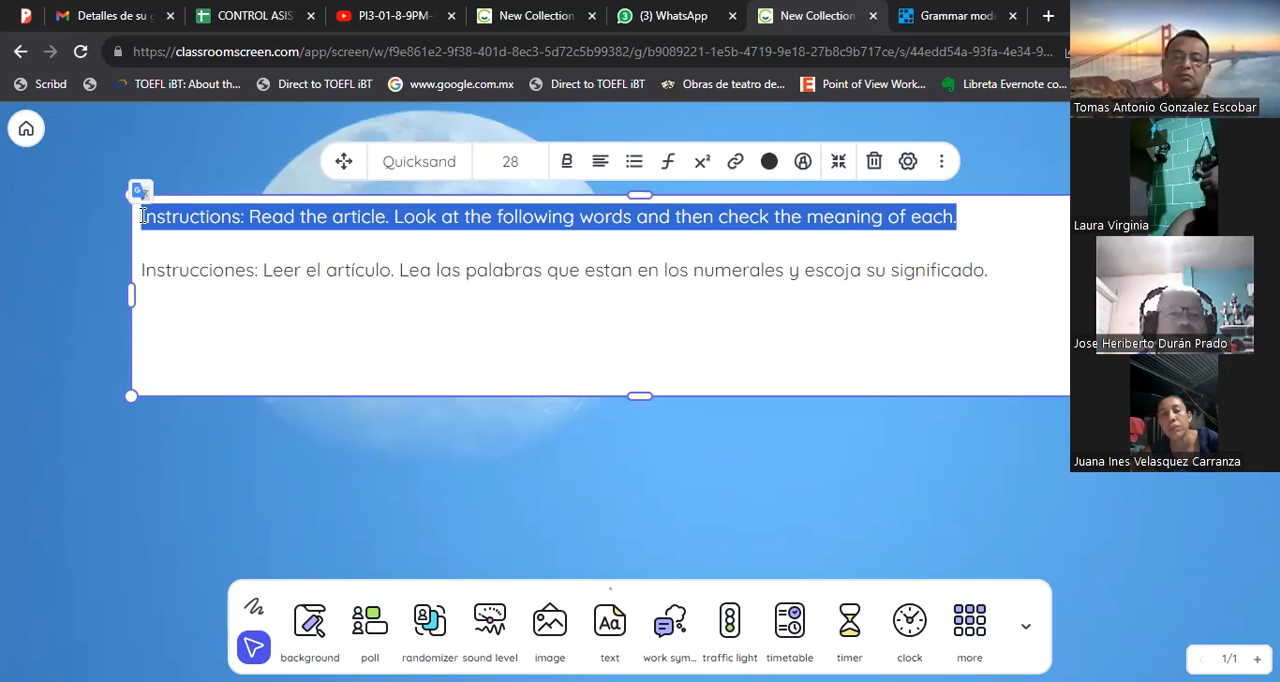 Detalles de su g
CONTROL ASIS
PI3-01-8-9PM-
New Collection
(3) WhatsApp
New Collection
Grammar mod
https://classroomscreen.com/app/screen/w/f9e861e2-9f38-401d-8ec3-5d72c5b99382/g/b9089221-1e5b-4719-9e18-27b8c9b717ce/s/44edd54a-93fa-4e34-9...
Scribd
TOEFL iBT: About th...
Direct to TOEFL iBT
www.google.com.mx
Direct to TOEFL iBT
Obras de teatro de...
Point of View Work...
Libreta Evernote co...
Quicksand
28
Instructions: Read the article. Look at the following words and then check the meaning of each.
Instrucciones: Leer el artículo. Lea las palabras que estan en los numerales y escoja su significado.
Tomas Antonio Gonzalez Escobar
Laura Virginia
Jose Heriberto Durán Prado
Juana Ines Velasquez Carranza
background
poll
randomizer
sound level
image
text
work sym...
traffic light
timetable
timer
clock
more
1/1